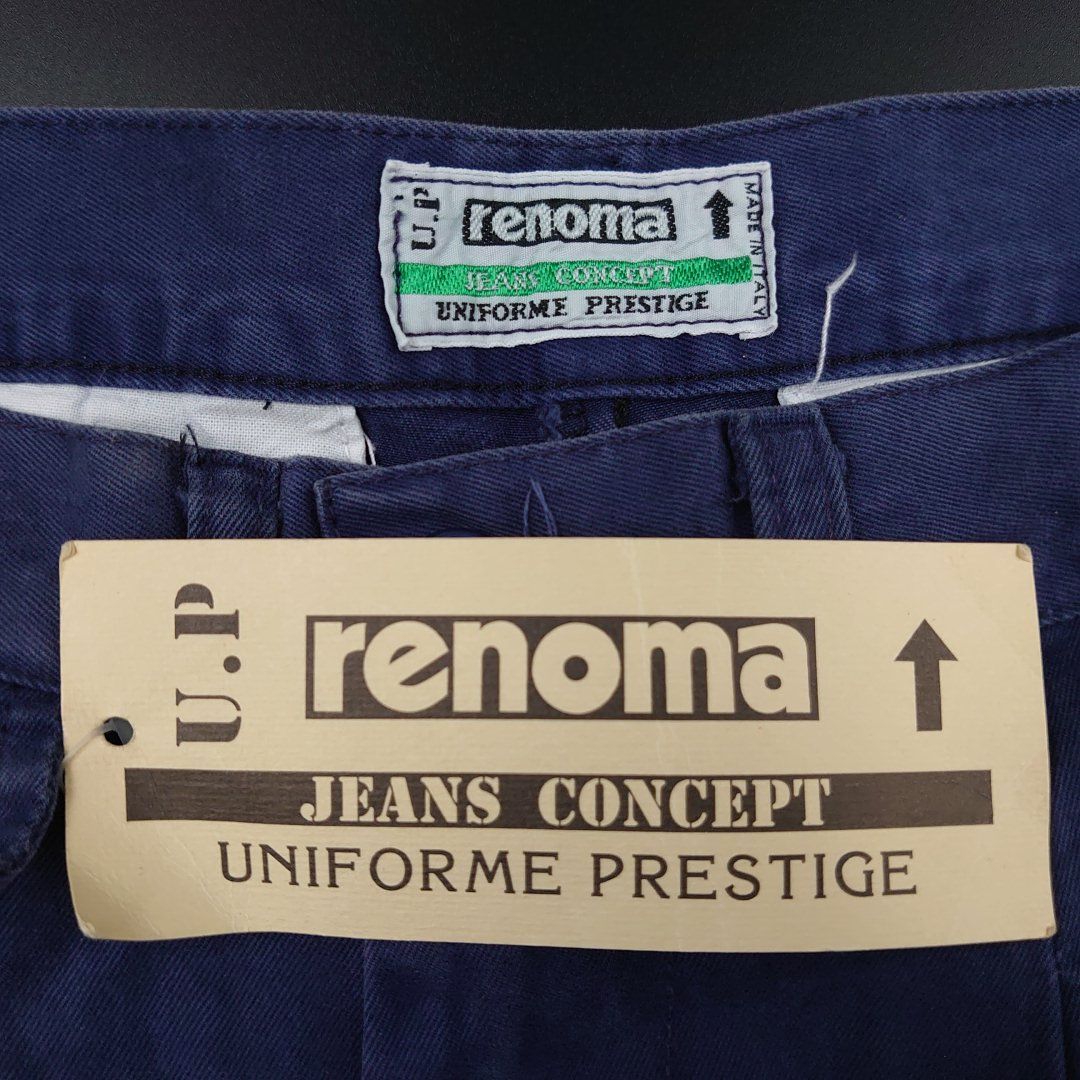 U.P
renoma
MADE IN ITALY
JEANS CONCEPT
UNIFORME PRESTIGE
U.P
renoma
JEANS CONCEPT
UNIFORME PRESTIGE